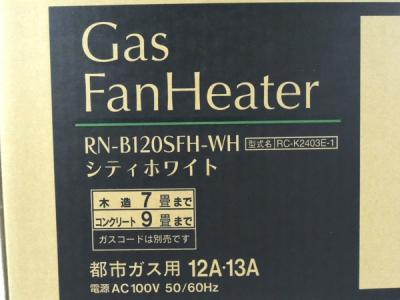 Gas
FanHeater
RN-B120SFH-WH 型式名 RC-K2403E-1
シティホワイト
木造 7畳まで
コンクリート 9畳まで
ガスコードは別売です
都市ガス用 12A・13A
電源 AC100V 50/60Hz